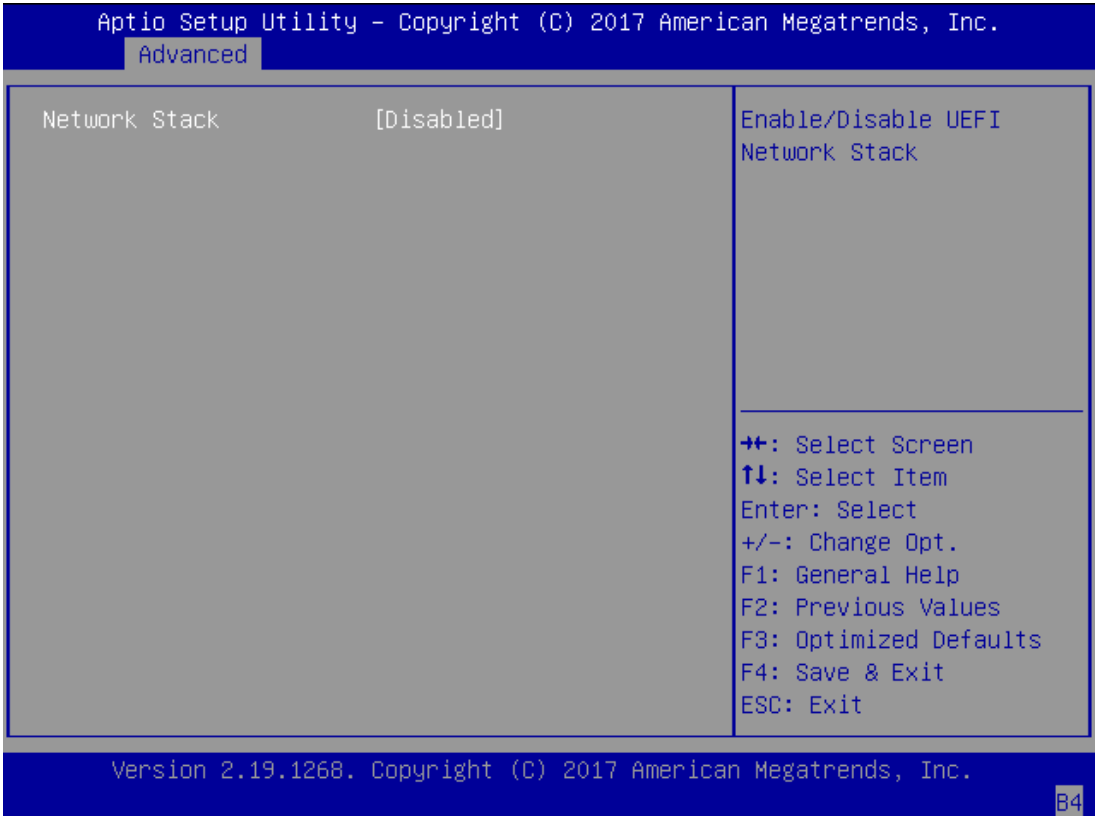 Aptio Setup Utility – Copyright (C) 2017 American Megatrends, Inc.
Advanced
Network Stack [Disabled]
Enable/Disable UEFI
Network Stack
→←: Select Screen
↑↓: Select Item
Enter: Select
+/-: Change Opt.
F1: General Help
F2: Previous Values
F3: Optimized Defaults
F4: Save & Exit
ESC: Exit
Version 2.19.1268. Copyright (C) 2017 American Megatrends, Inc.
B4